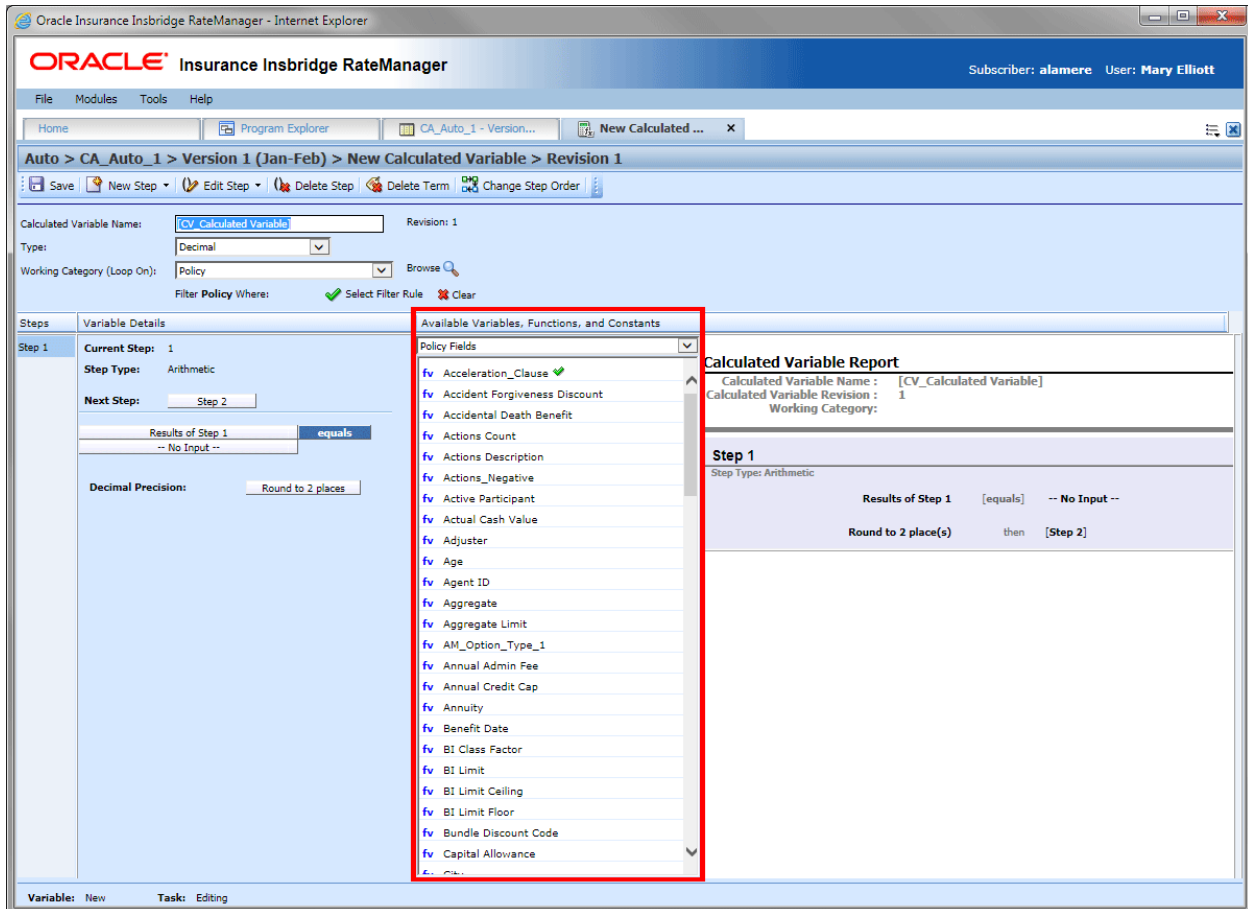 Oracle Insurance Insbridge RateManager - Internet Explorer
ORACLE Insurance Insbridge RateManager
Subscriber: alamere User: Mary Elliott
File Modules Tools Help
Home Program Explorer CA_Auto_1 - Version... New Calculated ... x
Auto > CA_Auto_1 > Version 1 (Jan-Feb) > New Calculated Variable > Revision 1
Save New Step Edit Step Delete Step Delete Term Change Step Order
Calculated Variable Name: [CV_Calculated Variable] Revision: 1
Type: Decimal
Working Category (Loop On): Policy Browse
Filter Policy Where: Select Filter Rule Clear
Steps Variable Details Available Variables, Functions, and Constants
Step 1
Current Step: 1
Step Type: Arithmetic
Next Step: Step 2
Results of Step 1 equals
-- No Input --
Decimal Precision: Round to 2 places
Policy Fields
fv Acceleration_Clause
fv Accident Forgiveness Discount
fv Accidental Death Benefit
fv Actions Count
fv Actions Description
fv Actions_Negative
fv Active Participant
fv Actual Cash Value
fv Adjuster
fv Age
fv Agent ID
fv Aggregate
fv Aggregate Limit
fv AM_Option_Type_1
fv Annual Admin Fee
fv Annual Credit Cap
fv Annuity
fv Benefit Date
fv BI Class Factor
fv BI Limit
fv BI Limit Ceiling
fv BI Limit Floor
fv Bundle Discount Code
fv Capital Allowance
Calculated Variable Report
Calculated Variable Name : [CV_Calculated Variable]
Calculated Variable Revision : 1
Working Category:
Step 1
Step Type: Arithmetic
Results of Step 1 [equals] -- No Input --
Round to 2 place(s) then [Step 2]
Variable: New Task: Editing